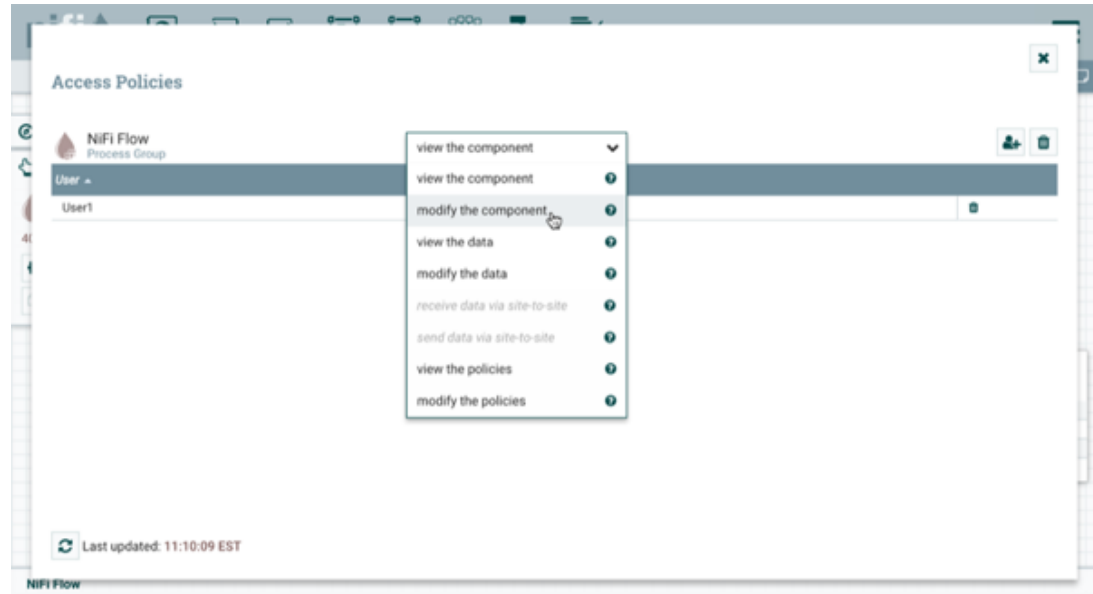 Access Policies
NiFi Flow
Process Group
view the component
User
view the component
User1
modify the component
view the data
modify the data
receive data via site-to-site
send data via site-to-site
view the policies
modify the policies
Last updated: 11:10:09 EST
NiFi Flow